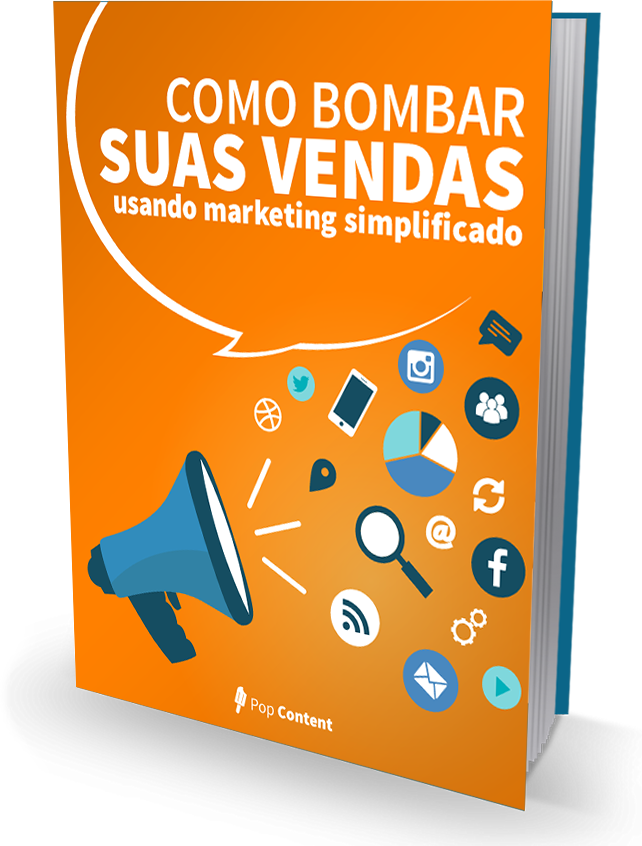 COMO BOMBAR
SUAS VENDAS
usando marketing simplificado
@
f
Pop Content